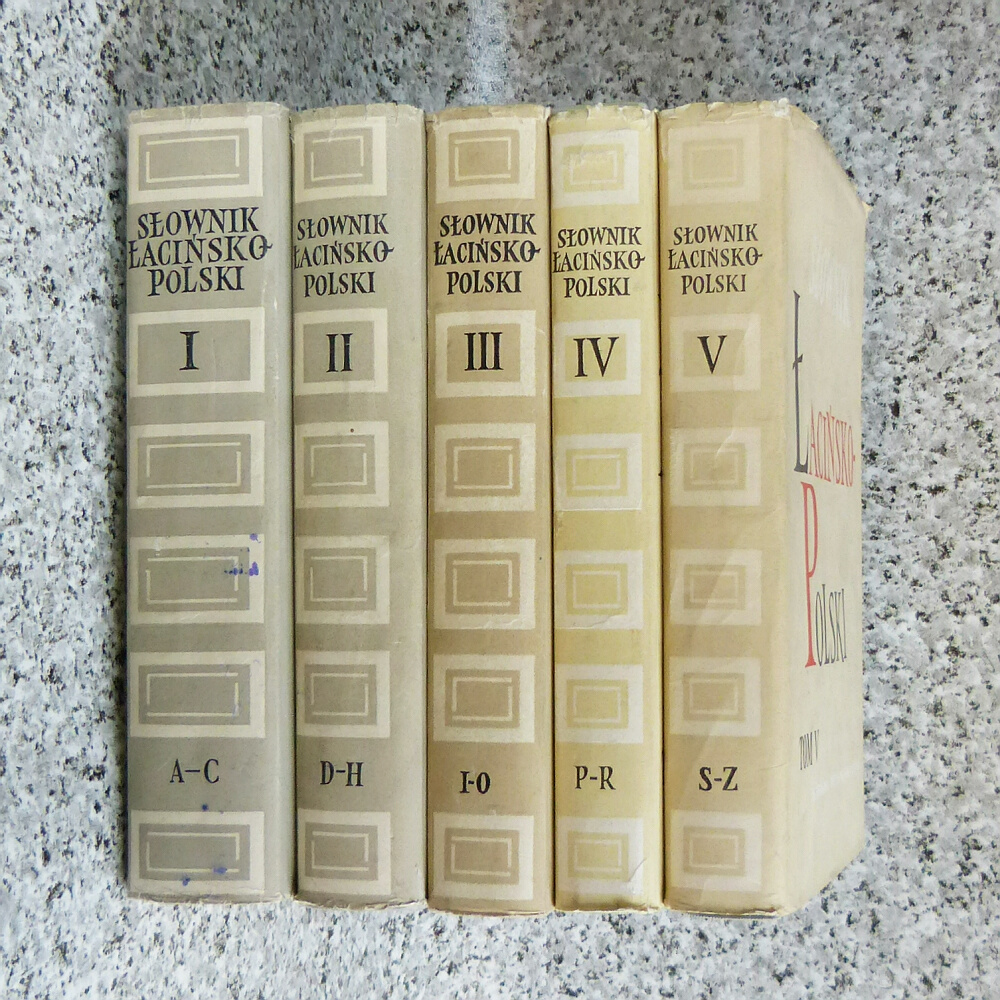 SŁOWNIK
ŁACIŃSKO-
POLSKI
I
A-C
SŁOWNIK
ŁACIŃSKO-
POLSKI
II
D-H
SŁOWNIK
ŁACIŃSKO-
POLSKI
III
I-O
SŁOWNIK
ŁACIŃSKO-
POLSKI
IV
P-R
SŁOWNIK
ŁACIŃSKO-
POLSKI
V
S-Z
ŁACIŃSKO-
POLSKI
TOM V